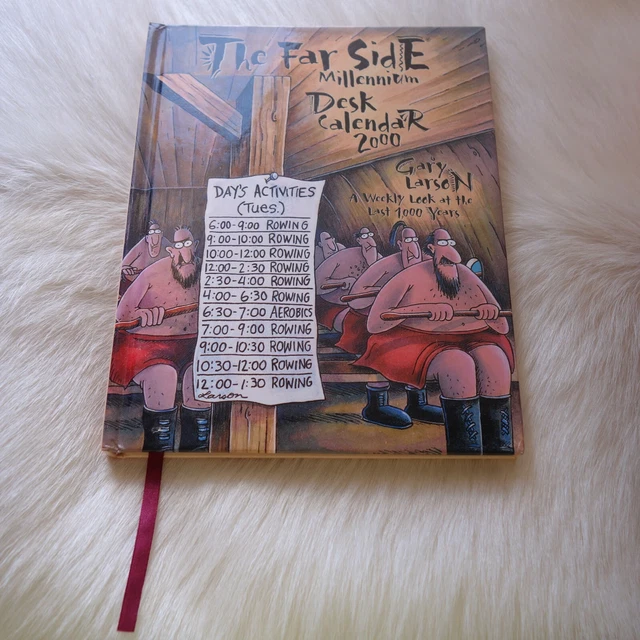 The Far Side
Millennium
Desk
Calendar
2000
Gary
Larson
A Weekly Look at the
Last 1,000 Years
DAY'S ACTIVITIES
(TUES.)
6:00-9:00 ROWING
9:00-10:00 ROWING
10:00-12:00 ROWING
12:00-2:30 ROWING
2:30-4:00 ROWING
4:00-6:30 ROWING
6:30-7:00 AEROBICS
7:00-9:00 ROWING
9:00-10:30 ROWING
10:30-12:00 ROWING
12:00-1:30 ROWING
Larson